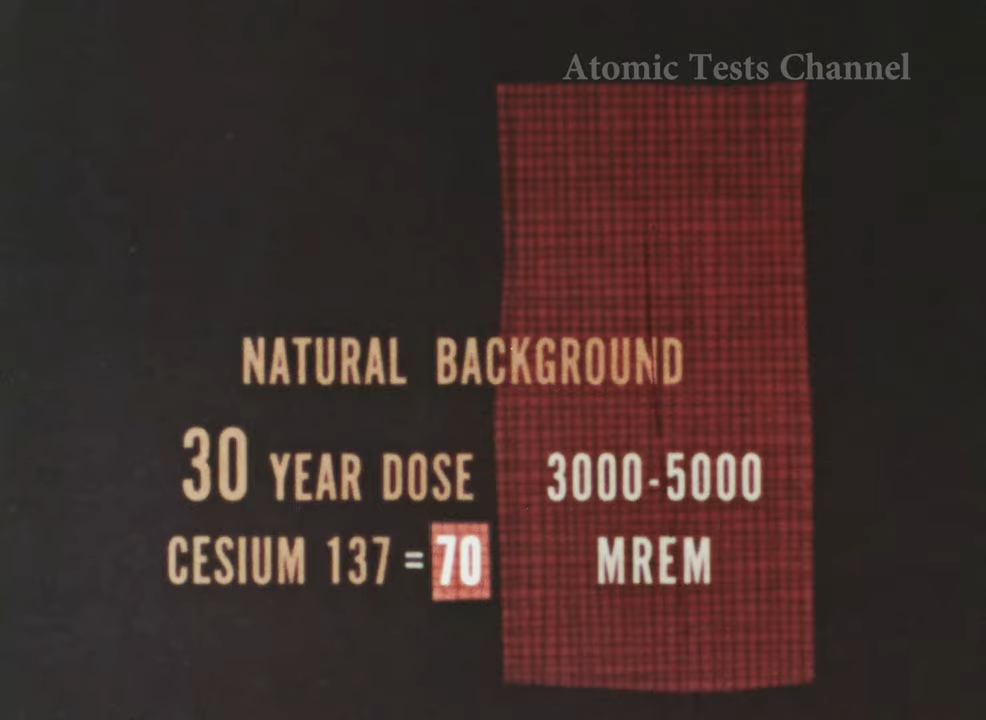 Atomic Tests Channel
NATURAL BACKGROUND
30 YEAR DOSE 3000-5000
CESIUM 137 = 70 MREM